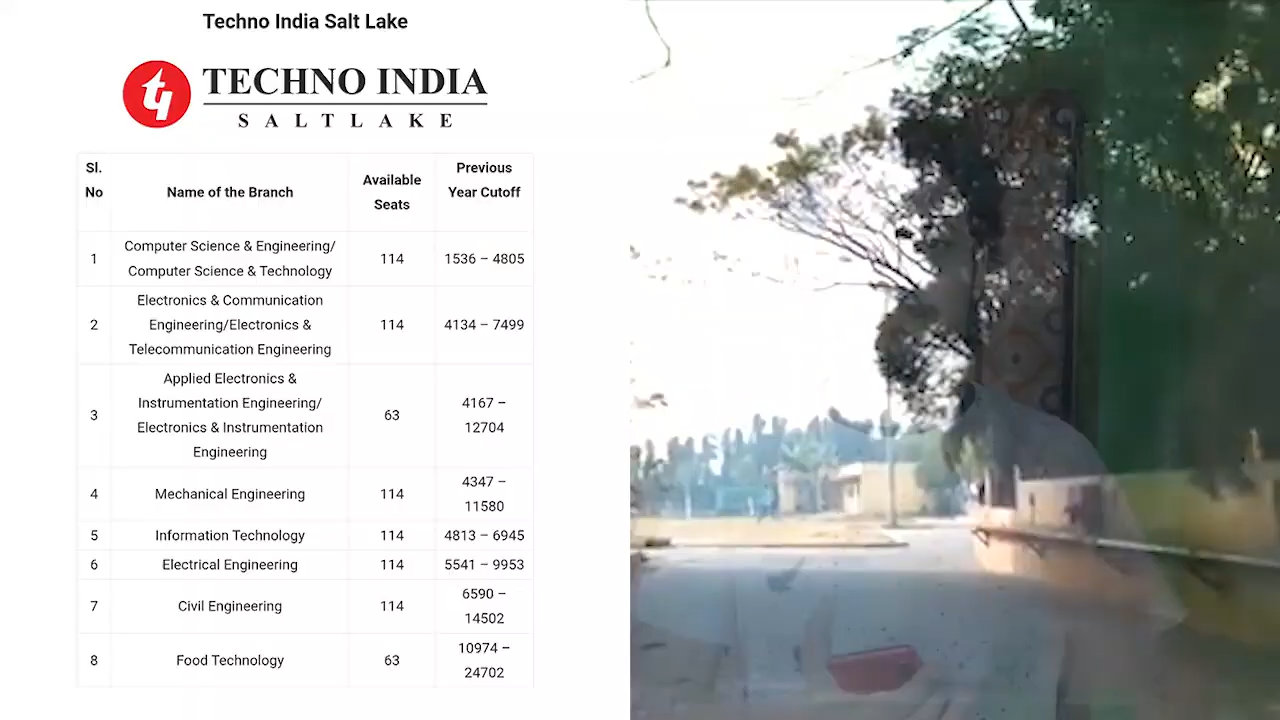 Techno India Salt Lake
TECHNO INDIA
SALTLAKE
Sl.
No
Name of the Branch
Available
Seats
Previous
Year Cutoff
1
Computer Science & Engineering/
Computer Science & Technology
114
1536 – 4805
2
Electronics & Communication
Engineering/Electronics &
Telecommunication Engineering
114
4134 – 7499
3
Applied Electronics &
Instrumentation Engineering/
Electronics & Instrumentation
Engineering
63
4167 –
12704
4
Mechanical Engineering
114
4347 –
11580
5
Information Technology
114
4813 – 6945
6
Electrical Engineering
114
5541 – 9953
7
Civil Engineering
114
6590 –
14502
8
Food Technology
63
10974 –
24702